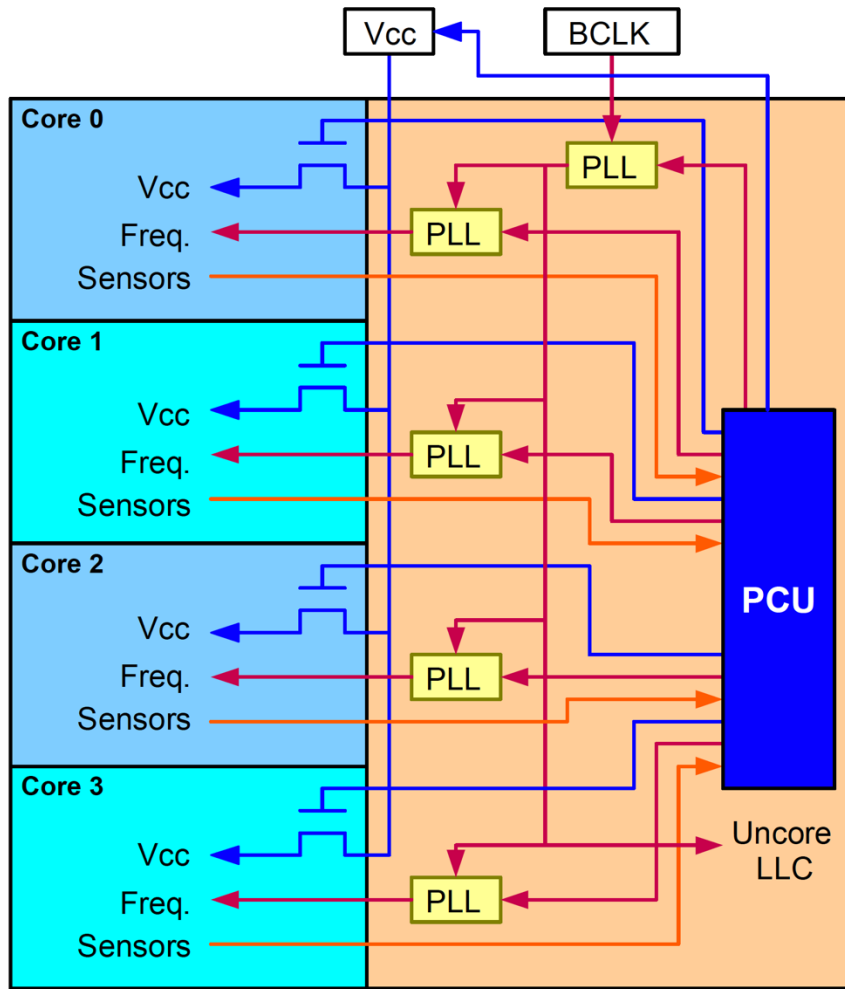 Vcc
BCLK
Core 0
PLL
Vcc
PLL
Freq.
Sensors
Core 1
Vcc
PLL
Freq.
Sensors
Core 2
PCU
Vcc
PLL
Freq.
Sensors
Core 3
Uncore
LLC
Vcc
PLL
Freq.
Sensors